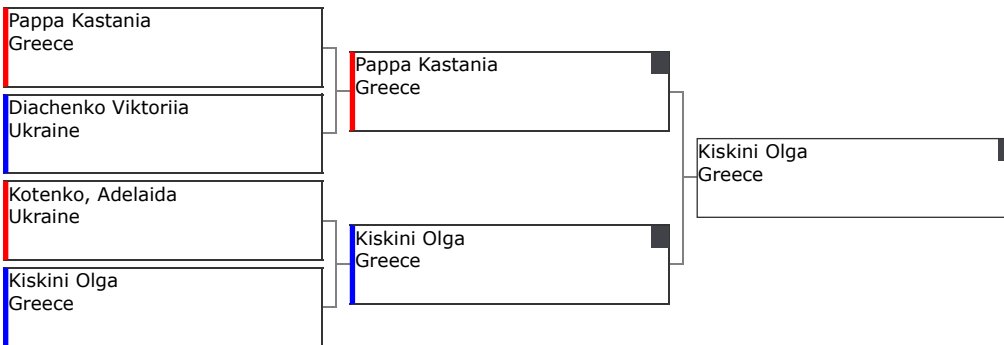 Pappa Kastania
Greece
Diachenko Viktoriia
Ukraine
Kotenko, Adelaida
Ukraine
Kiskini Olga
Greece
Pappa Kastania
Greece
Kiskini Olga
Greece
Kiskini Olga
Greece